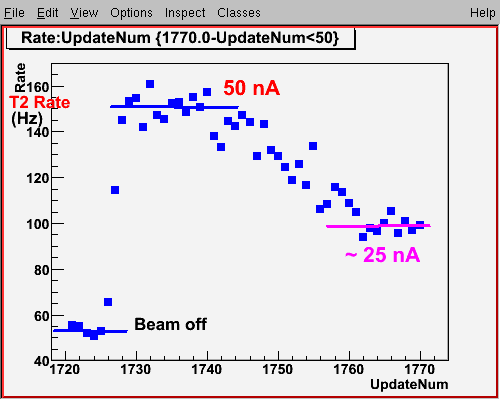 File Edit View Options Inspect Classes Help
Rate:UpdateNum {1770.0-UpdateNum<50}
Rate
T2 Rate
(Hz)
160
140
120
100
80
60
40
50 nA
~ 25 nA
Beam off
1720 1730 1740 1750 1760 1770
UpdateNum